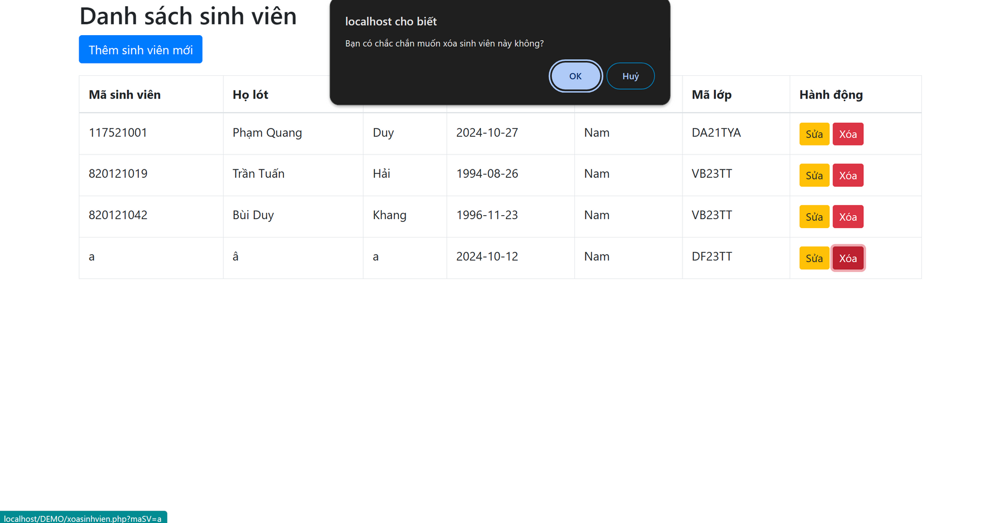 Danh sách sinh viên
localhost cho biết
Bạn có chắc chắn muốn xóa sinh viên này không?
OK Huỷ
Thêm sinh viên mới
Mã sinh viên Họ lót Mã lớp Hành động
117521001 Phạm Quang Duy 2024-10-27 Nam DA21TYA Sửa Xóa
820121019 Trần Tuấn Hải 1994-08-26 Nam VB23TT Sửa Xóa
820121042 Bùi Duy Khang 1996-11-23 Nam VB23TT Sửa Xóa
a â a 2024-10-12 Nam DF23TT Sửa Xóa
localhost/DEMO/xoasinhvien.php?maSV=a